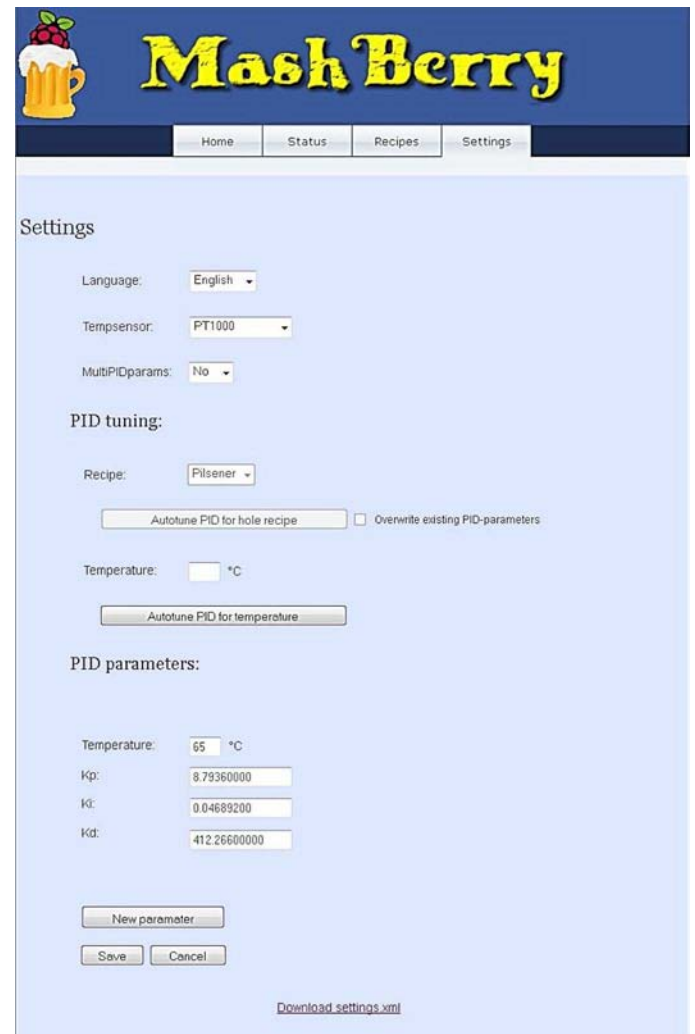 Mash Berry
Home Status Recipes Settings
Settings
Language: English
Tempsensor: PT1000
MultiPIDparams: No
PID tuning:
Recipe: Pilsener
Autotune PID for hole recipe Overwrite existing PID-parameters
Temperature: °C
Autotune PID for temperature
PID parameters:
Temperature: 65 °C
Kp: 8.79360000
Ki: 0.04689200
Kd: 412.26600000
New paramater
Save Cancel
Download settings.xml